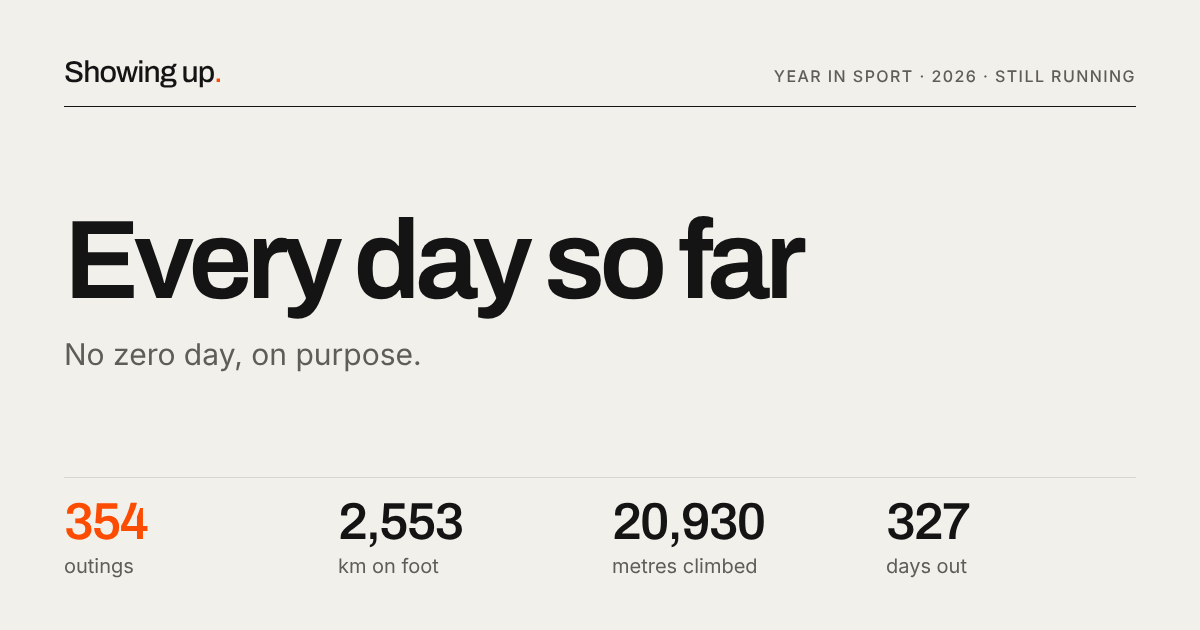 Showing up.
YEAR IN SPORT · 2026 · STILL RUNNING
Every day so far
No zero day, on purpose.
354
outings
2,553
km on foot
20,930
metres climbed
327
days out